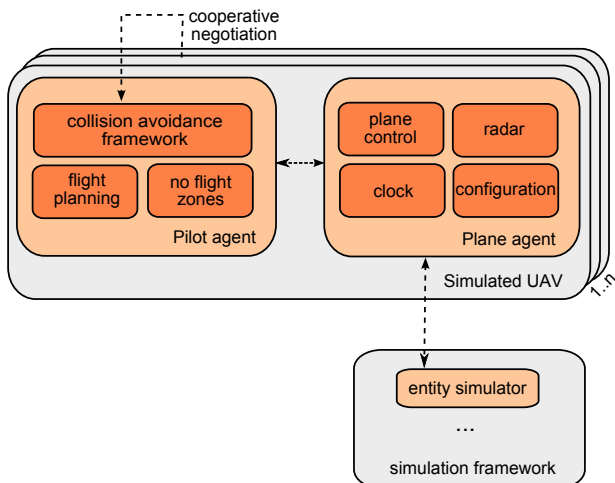 cooperative
negotiation
collision avoidance
framework
flight
planning
no flight
zones
Pilot agent
plane
control
radar
clock
configuration
Plane agent
Simulated UAV
1..n
entity simulator
...
simulation framework